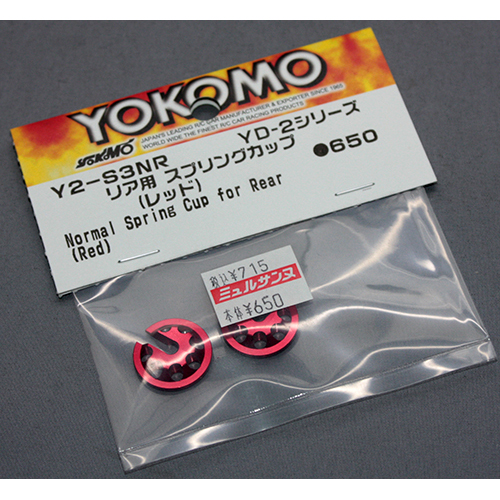 YOKOMO
JAPAN'S LEADING R/C CAR MANUFACTURER & EXPORTER SINCE 1965
WORLD WIDE THE FINEST R/C CAR RACING PRODUCTS
YOKOMO
Y2-S3NR YD-2シリーズ
リア用 スプリングカップ ●650
(レッド)
Normal Spring Cup for Rear
(Red)
税込¥715
ミュルサンヌ
本体¥650